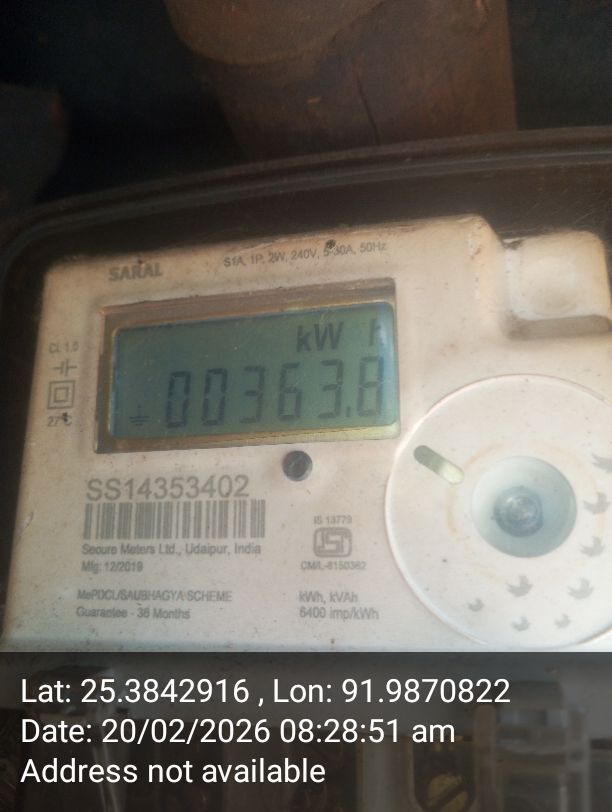 SARAL
S1A, 1P, 2W, 240V, 5-30A, 50Hz
kW h
00363.8
CL 1.0
27°C
SS14353402
Secure Meters Ltd., Udaipur, India
Mfg: 12/2019
IS 13779
CM/L-8150362
MePDCL/SAUBHAGYA SCHEME
Guarantee - 36 Months
kWh, kVAh
6400 imp/kWh
Lat: 25.3842916 , Lon: 91.9870822
Date: 20/02/2026 08:28:51 am
Address not available